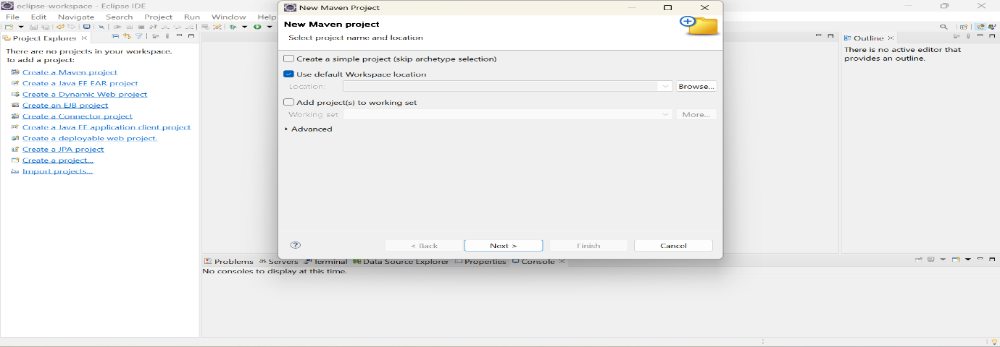 eclipse-workspace - Eclipse IDE
File Edit Navigate Search Project Run Window Help
Project Explorer
There are no projects in your workspace.
To add a project:
Create a Maven project
Create a Java EE EAR project
Create a Dynamic Web project
Create an EJB project
Create a Connector project
Create a Java EE application client project
Create a deployable web project.
Create a JPA project
Create a project...
Import projects...
New Maven Project
New Maven project
Select project name and location
Create a simple project (skip archetype selection)
Use default Workspace location
Location:
Browse...
Add project(s) to working set
Working set:
More...
Advanced
?
< Back Next > Finish Cancel
Outline
There is no active editor that
provides an outline.
Problems Servers Terminal Data Source Explorer Properties Console
No consoles to display at this time.